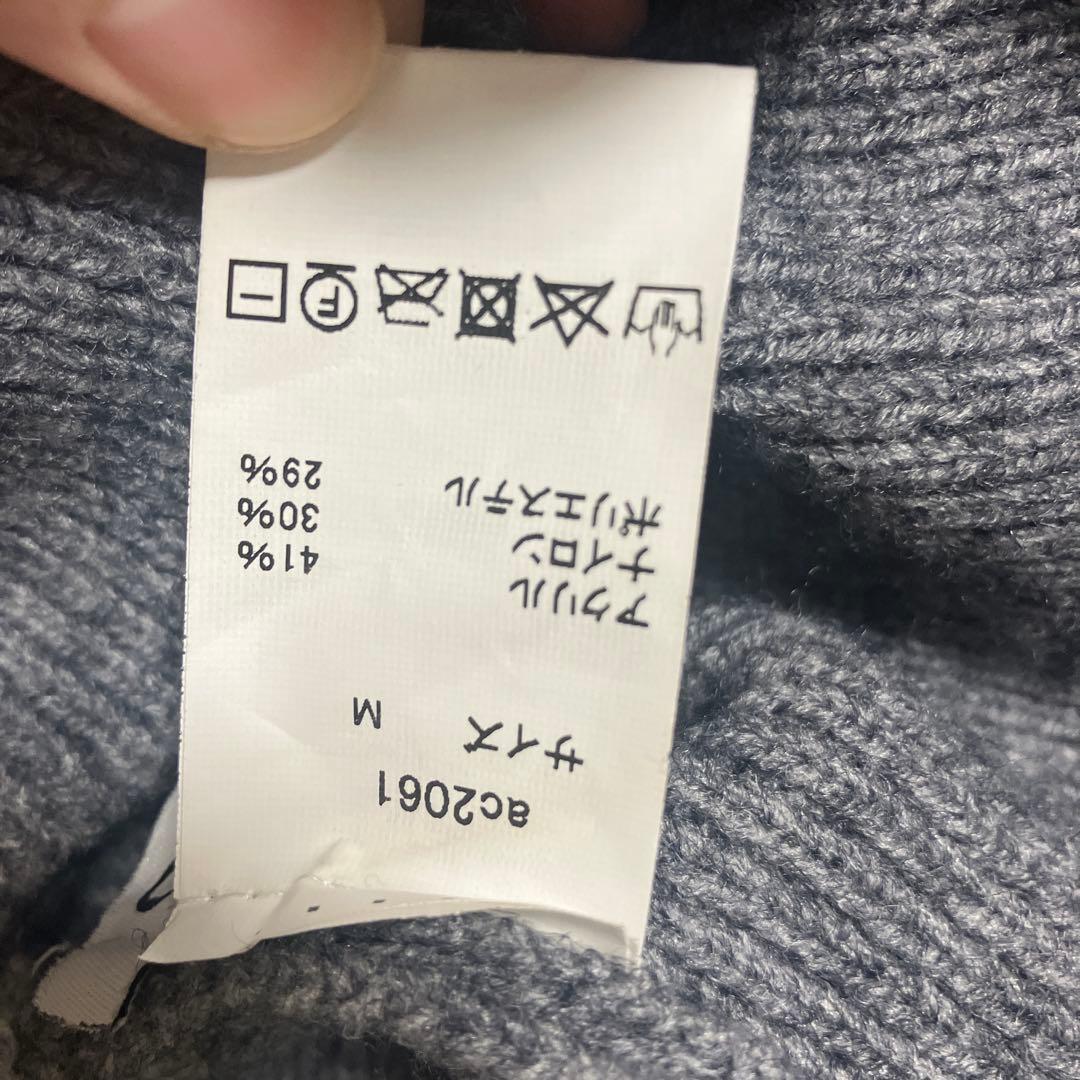 ac2061
サイズ M
アクリル 41%
ナイロン 30%
ポリエステル 29%
F